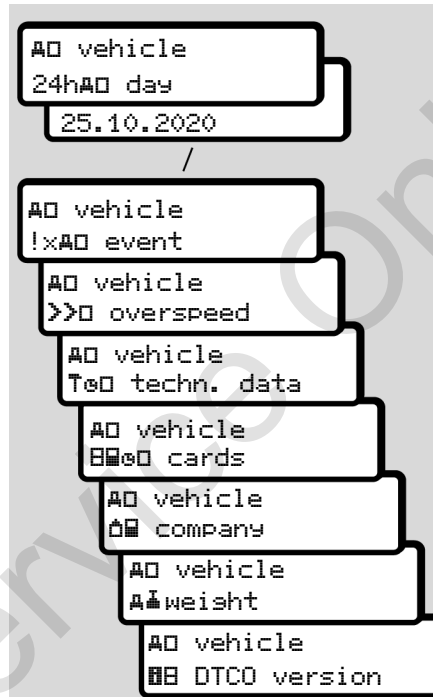 vehicle
24h day
25.10.2020
/
vehicle
!x event
vehicle
>> overspeed
vehicle
techn. data
vehicle
cards
vehicle
company
vehicle
weight
vehicle
DTCO version